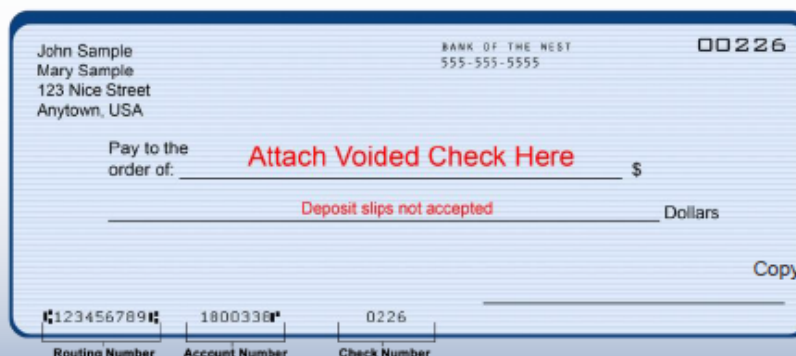 John Sample
Mary Sample
123 Nice Street
Anytown, USA
BANK OF THE NEST
555-555-5555
00226
Pay to the
order of:
Attach Voided Check Here
$
Deposit slips not accepted
Dollars
Copy
⑆123456789⑆ 1800338⑈ 0226
Routing Number Account Number Check Number